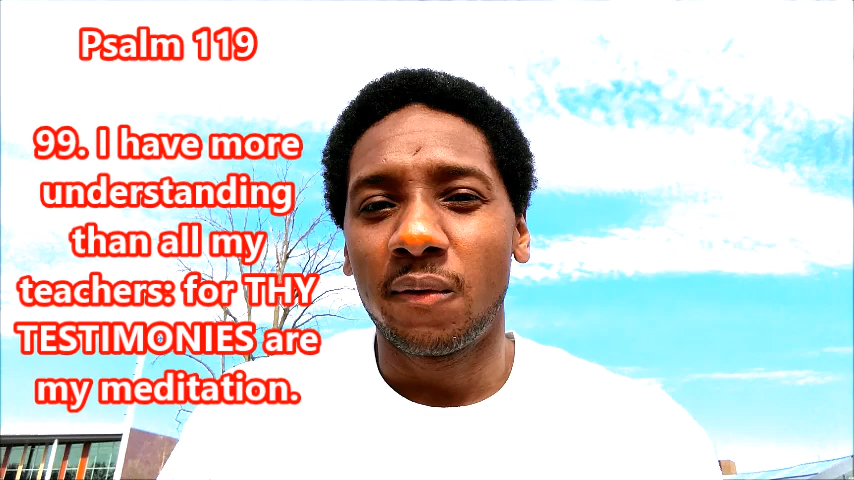 Psalm 119
99. I have more
understanding
than all my
teachers: for THY
TESTIMONIES are
my meditation.